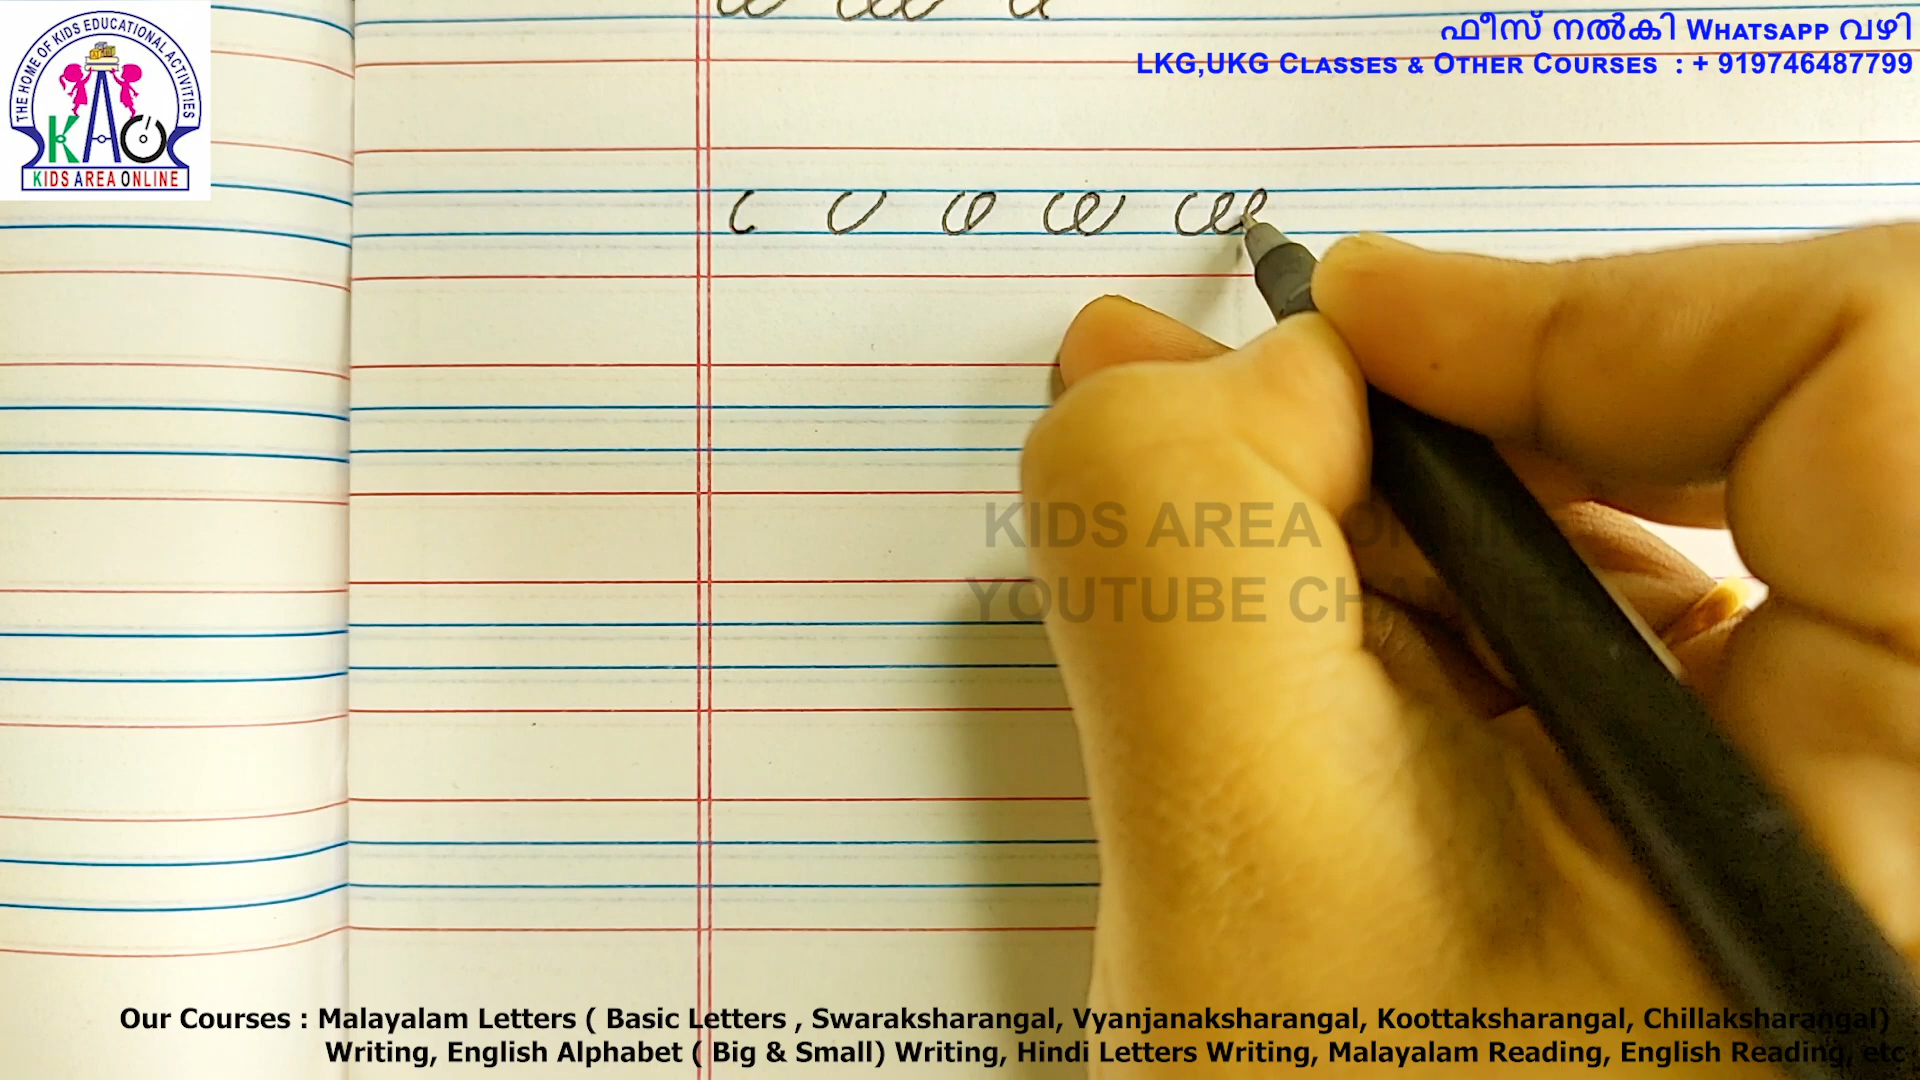 THE HOME OF KIDS EDUCATIONAL ACTIVITIES
KAO
KIDS AREA ONLINE
ഫീസ് നൽകി WHATSAPP വഴി
LKG,UKG CLASSES & OTHER COURSES : + 919746487799
KIDS AREA ONLINE
YOUTUBE CHANNEL
Our Courses : Malayalam Letters ( Basic Letters , Swaraksharangal, Vyanjanaksharangal, Koottaksharangal, Chillaksharangal)
Writing, English Alphabet ( Big & Small) Writing, Hindi Letters Writing, Malayalam Reading, English Reading, etc